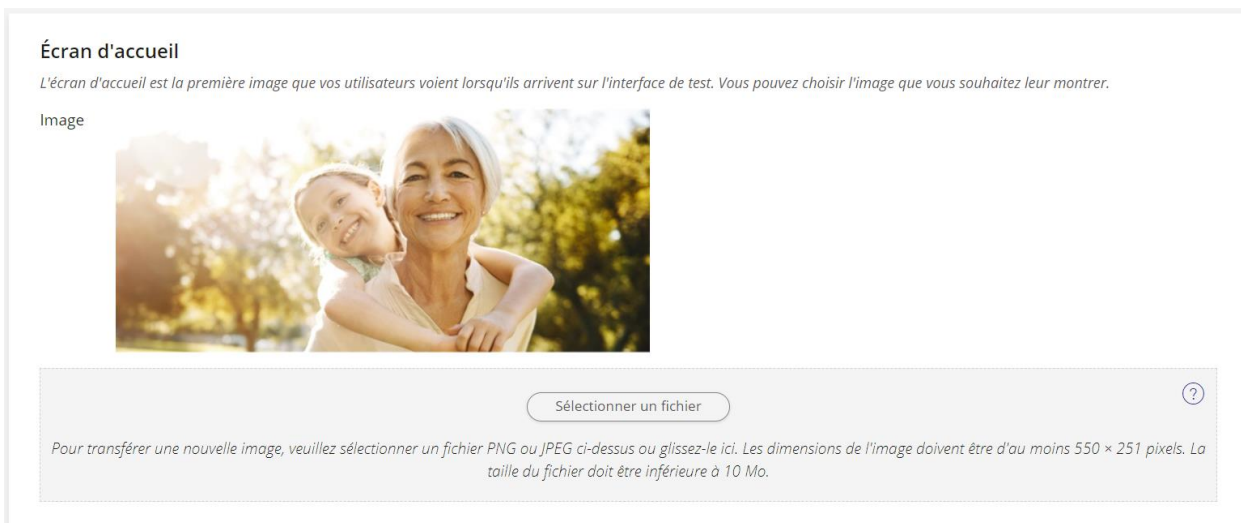 Écran d'accueil
L'écran d'accueil est la première image que vos utilisateurs voient lorsqu'ils arrivent sur l'interface de test. Vous pouvez choisir l'image que vous souhaitez leur montrer.
Image
Sélectionner un fichier
?
Pour transférer une nouvelle image, veuillez sélectionner un fichier PNG ou JPEG ci-dessus ou glissez-le ici. Les dimensions de l'image doivent être d'au moins 550 × 251 pixels. La
taille du fichier doit être inférieure à 10 Mo.